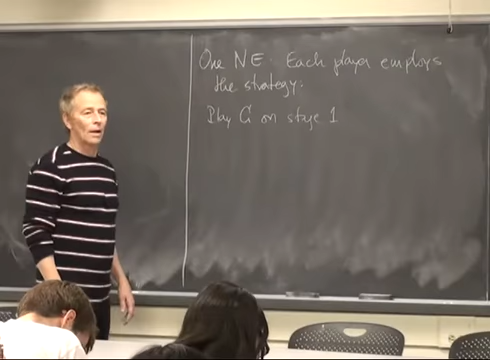 One NE: Each player employs
the strategy:
Play G on stage 1